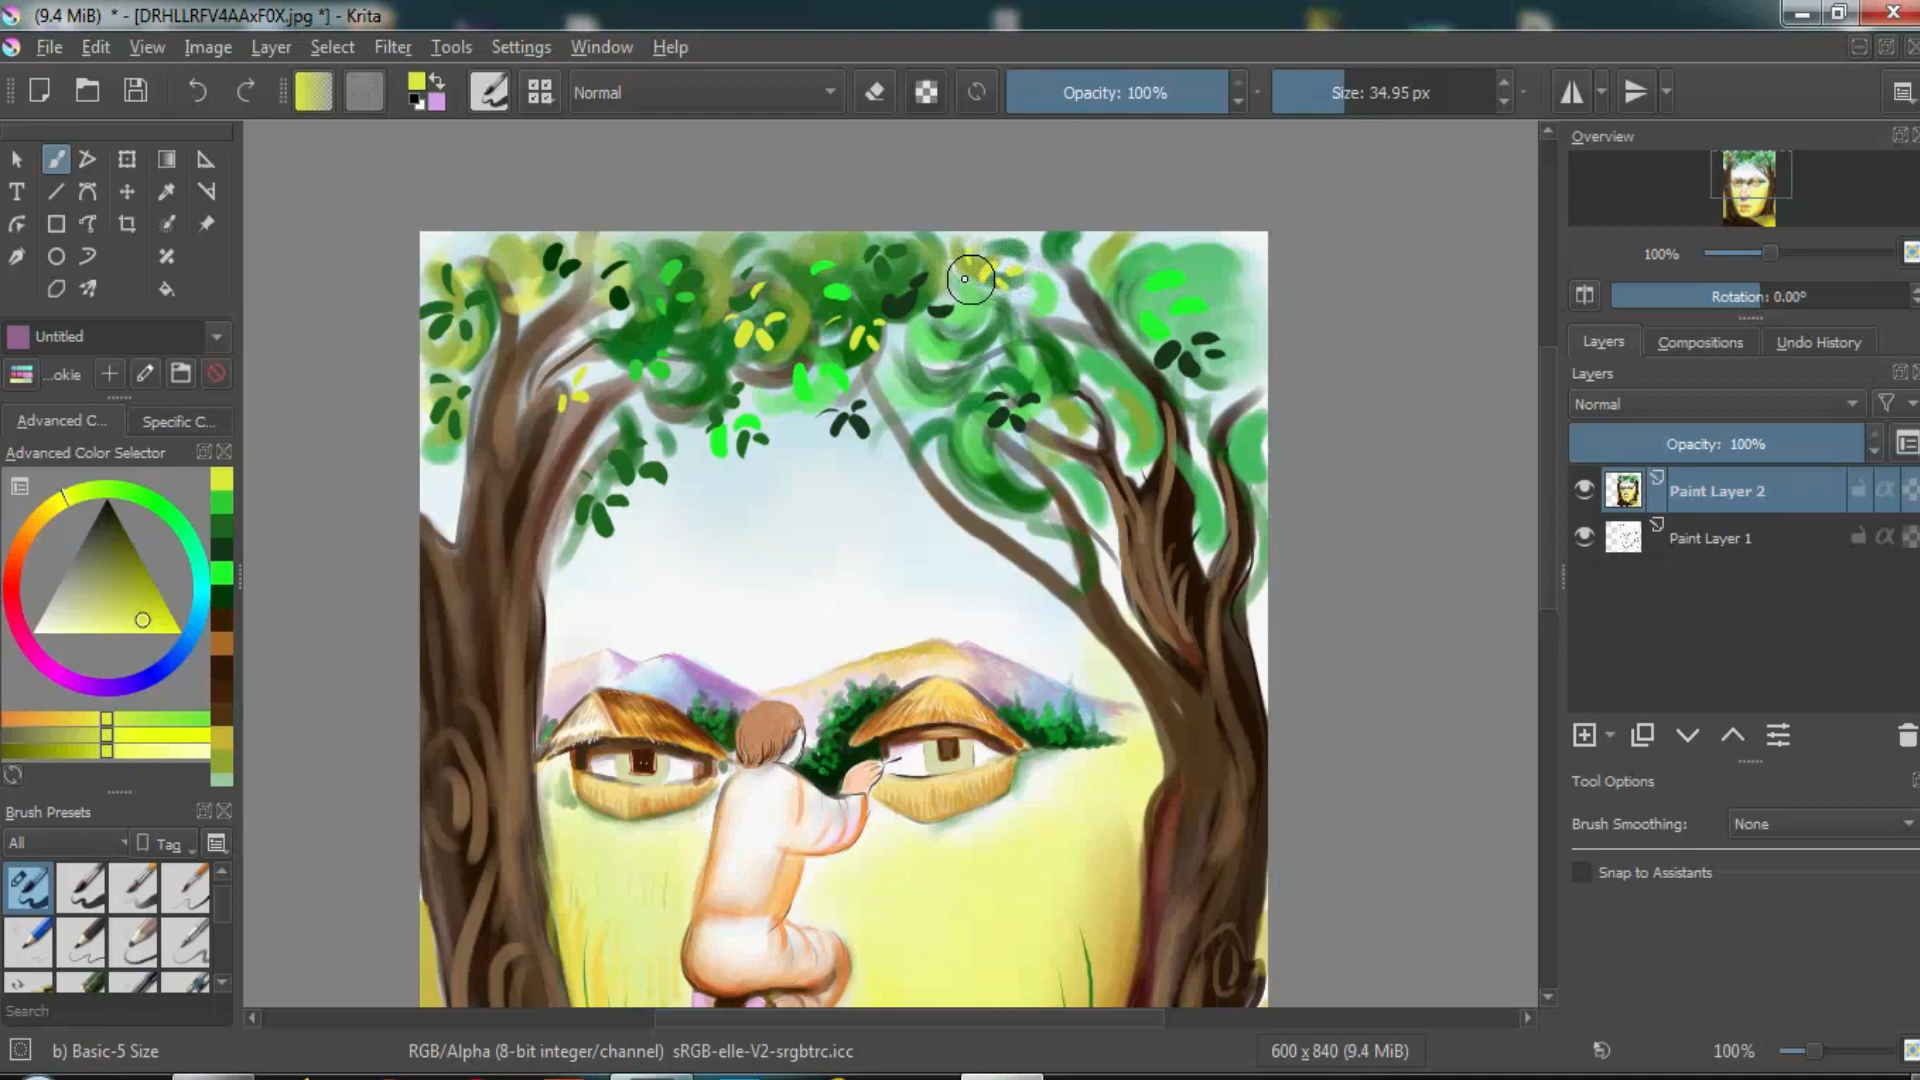 (9.4 MiB) * - [DRHLLRFV4AAxF0X.jpg *] - Krita
File Edit View Image Layer Select Filter Tools Settings Window Help
Normal
Opacity: 100%
Size: 34.95 px
Overview
100%
Rotation: 0.00°
Untitled
...okie
Layers Compositions Undo History
Layers
Normal
Opacity: 100%
Paint Layer 2
Paint Layer 1
Advanced C... Specific C...
Advanced Color Selector
Tool Options
Brush Smoothing: None
Snap to Assistants
Brush Presets
All
Tag
Search
b) Basic-5 Size
RGB/Alpha (8-bit integer/channel) sRGB-elle-V2-srgbtrc.icc
600 x 840 (9.4 MiB)
100%